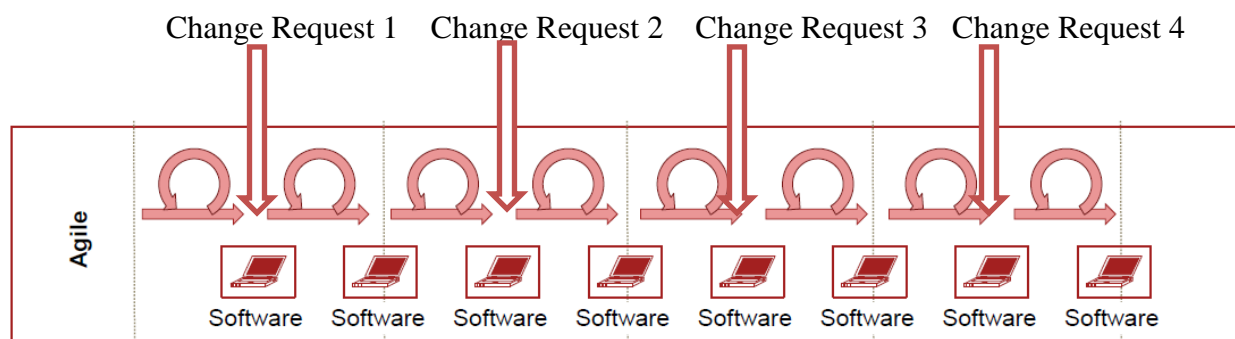 Change Request 1 Change Request 2 Change Request 3 Change Request 4
Agile
Software Software Software Software Software Software Software Software